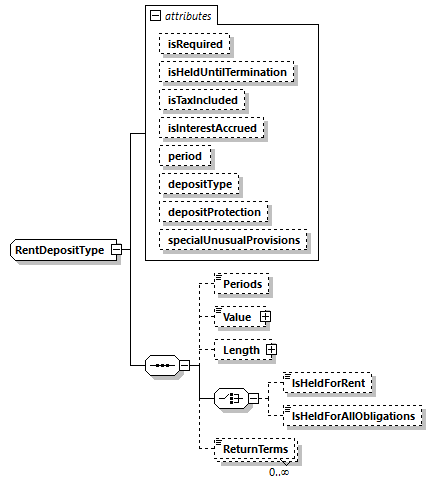 attributes
isRequired
isHeldUntilTermination
isTaxIncluded
isInterestAccrued
period
depositType
depositProtection
specialUnusualProvisions
RentDepositType
Periods
Value
Length
IsHeldForRent
IsHeldForAllObligations
ReturnTerms
0..∞